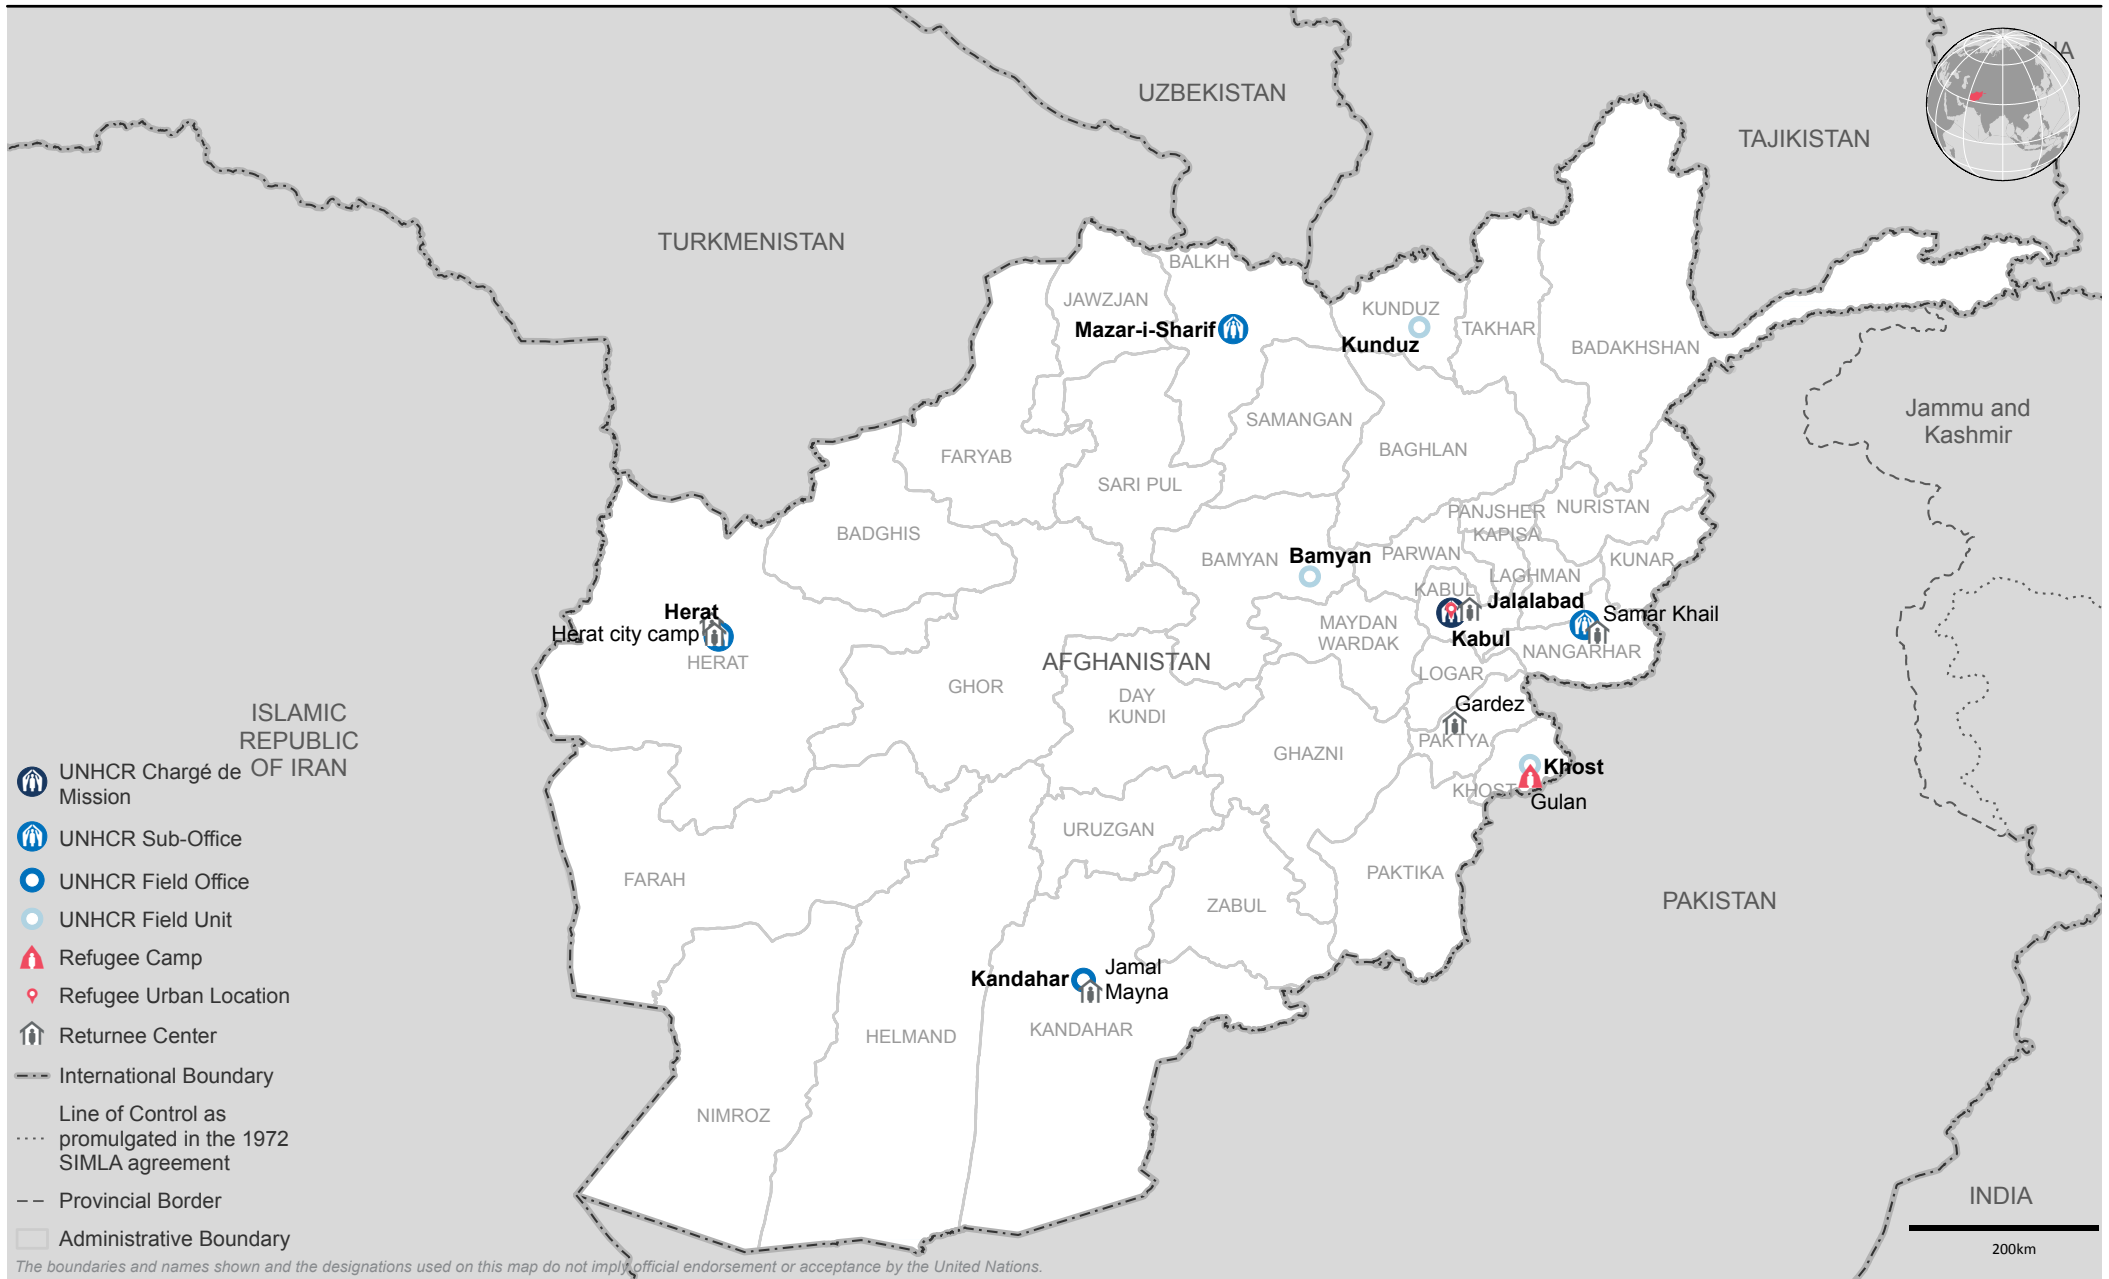 UZBEKISTAN
IA
TAJIKISTAN
TURKMENISTAN
BALKH
JAWZJAN
KUNDUZ
Mazar-i-Sharif
TAKHAR
Kunduz
BADAKHSHAN
Jammu and
Kashmir
SAMANGAN
FARYAB
BAGHLAN
SARI PUL
NURISTAN
PANJSHER
BADGHIS
KAPISA
BAMYAN
Bamyan
PARWAN
KUNAR
LAGHMAN
KABUL
Jalalabad
Samar Khail
Herat
Herat city camp
MAYDAN
WARDAK
Kabul
NANGARHAR
HERAT
AFGHANISTAN
LOGAR
GHOR
DAY
KUNDI
Gardez
PAKTYA
GHAZNI
Khost
KHOST
Gulan
URUZGAN
FARAH
PAKTIKA
ZABUL
PAKISTAN
Kandahar
Jamal
Mayna
KANDAHAR
HELMAND
NIMROZ
INDIA
200km
ISLAMIC
REPUBLIC
OF IRAN
UNHCR Chargé de
Mission
UNHCR Sub-Office
UNHCR Field Office
UNHCR Field Unit
Refugee Camp
Refugee Urban Location
Returnee Center
International Boundary
Line of Control as
promulgated in the 1972
SIMLA agreement
Provincial Border
Administrative Boundary
The boundaries and names shown and the designations used on this map do not imply official endorsement or acceptance by the United Nations.